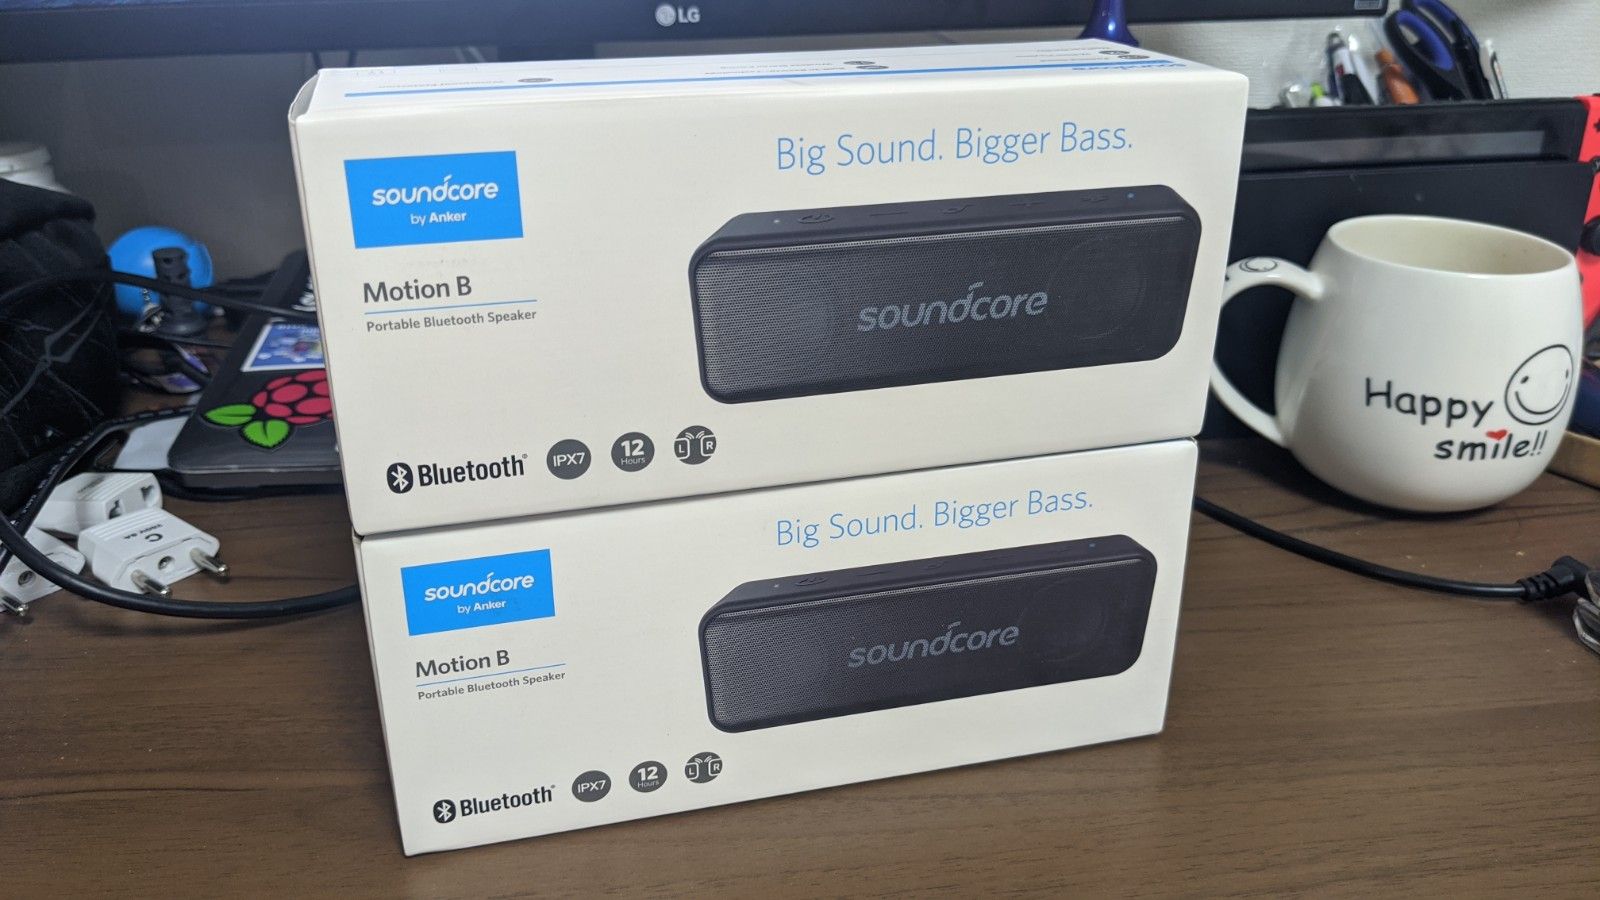 LG
soundcore
soundcore
by Anker
Big Sound. Bigger Bass.
Motion B
Portable Bluetooth Speaker
soundcore
Bluetooth®
IPX7
12
Hours
L R
soundcore
by Anker
Big Sound. Bigger Bass.
Motion B
Portable Bluetooth Speaker
soundcore
Bluetooth®
IPX7
12
Hours
L R
Happy
smile!!